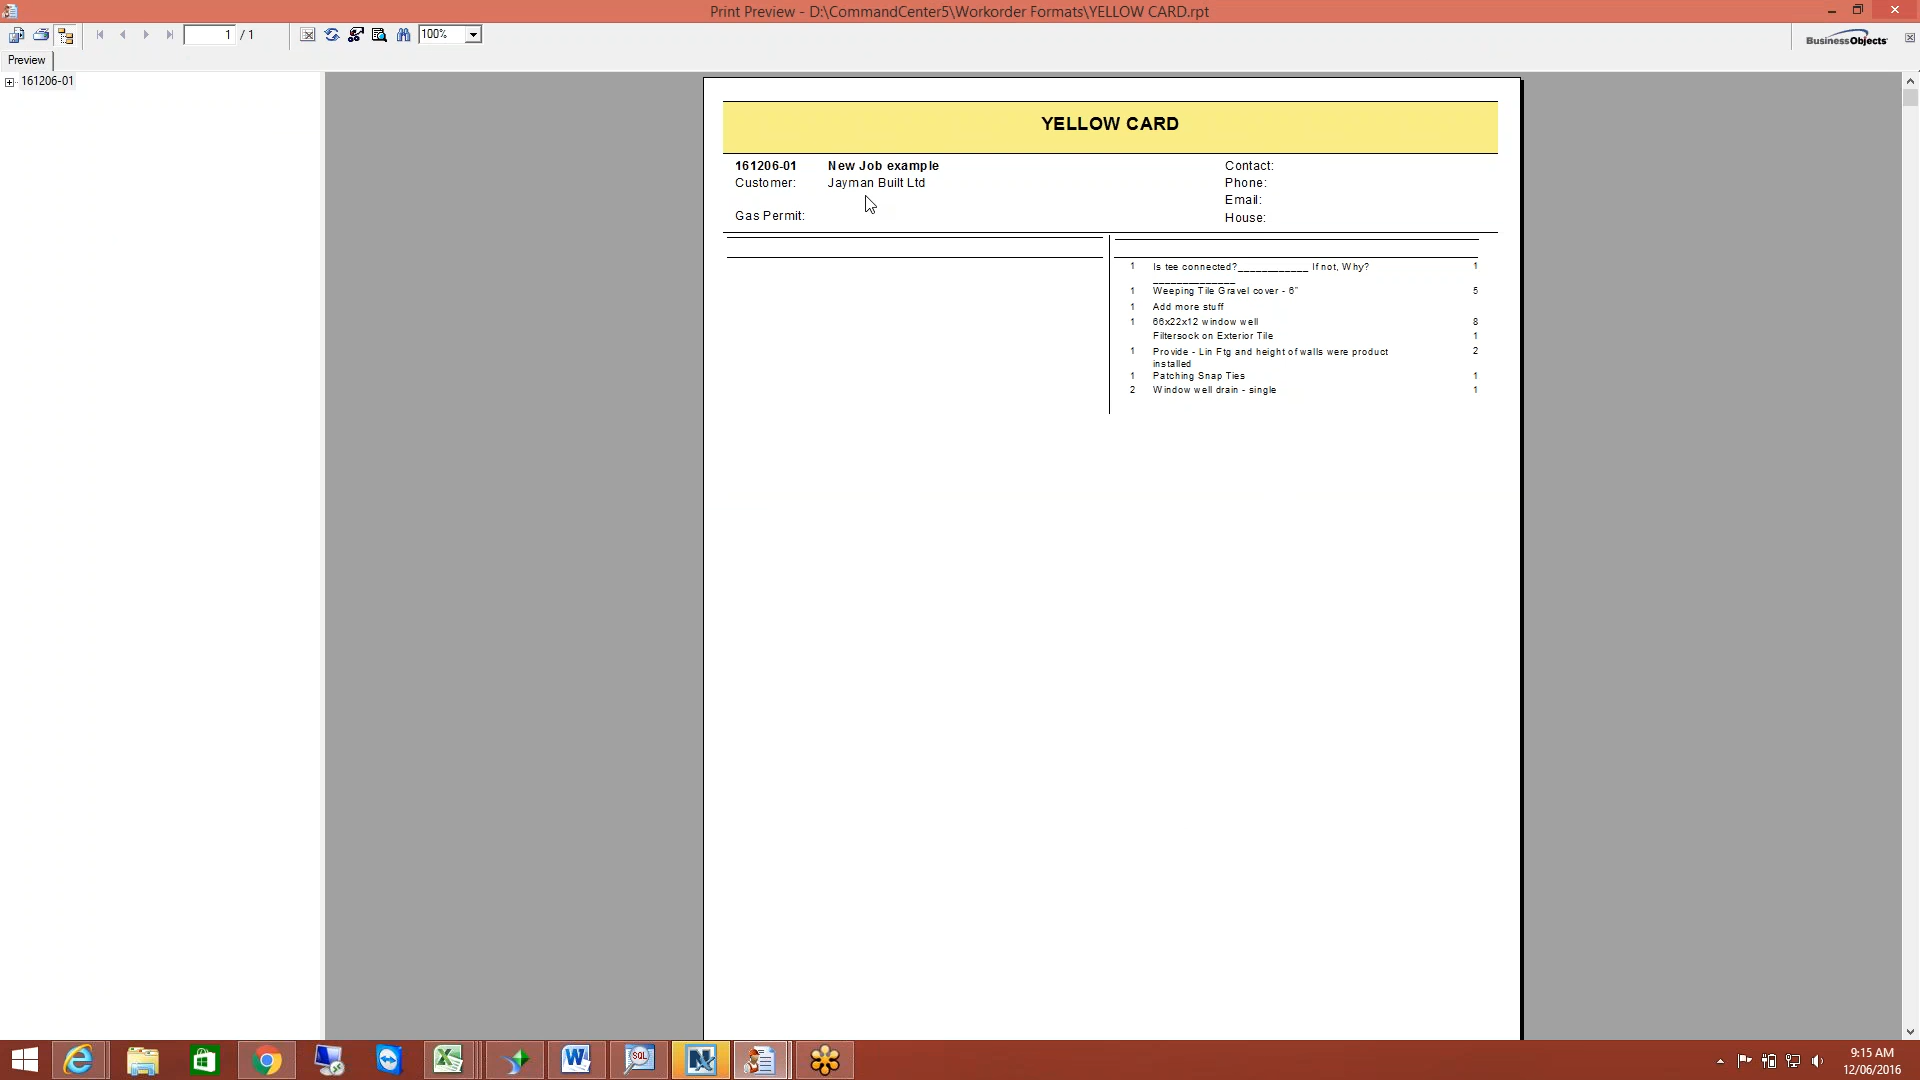 Print Preview - D:\CommandCenter5\Workorder Formats\YELLOW CARD.rpt
1 / 1
100%
BusinessObjects
Preview
161206-01
YELLOW CARD
161206-01 New Job example Contact:
Customer: Jayman Built Ltd Phone:
Email:
Gas Permit: House:
1 Is tee connected?____________ If not, Why? 1
______________
1 Weeping Tile Gravel cover - 6" 5
1 Add more stuff
1 66x22x12 window well 8
Filtersock on Exterior Tile 1
1 Provide - Lin Ftg and height of walls were product 2
installed
1 Patching Snap Ties 1
2 Window well drain - single 1
SQL
9:15 AM
12/06/2016